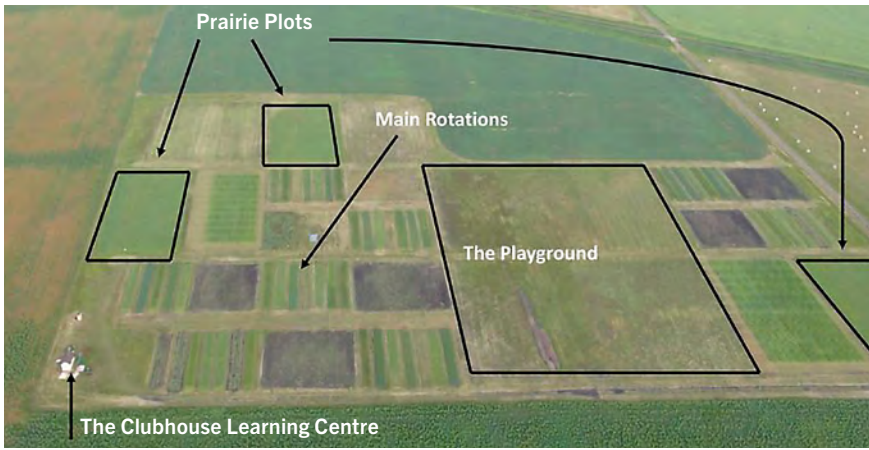 Prairie Plots
Main Rotations
The Playground
The Clubhouse Learning Centre